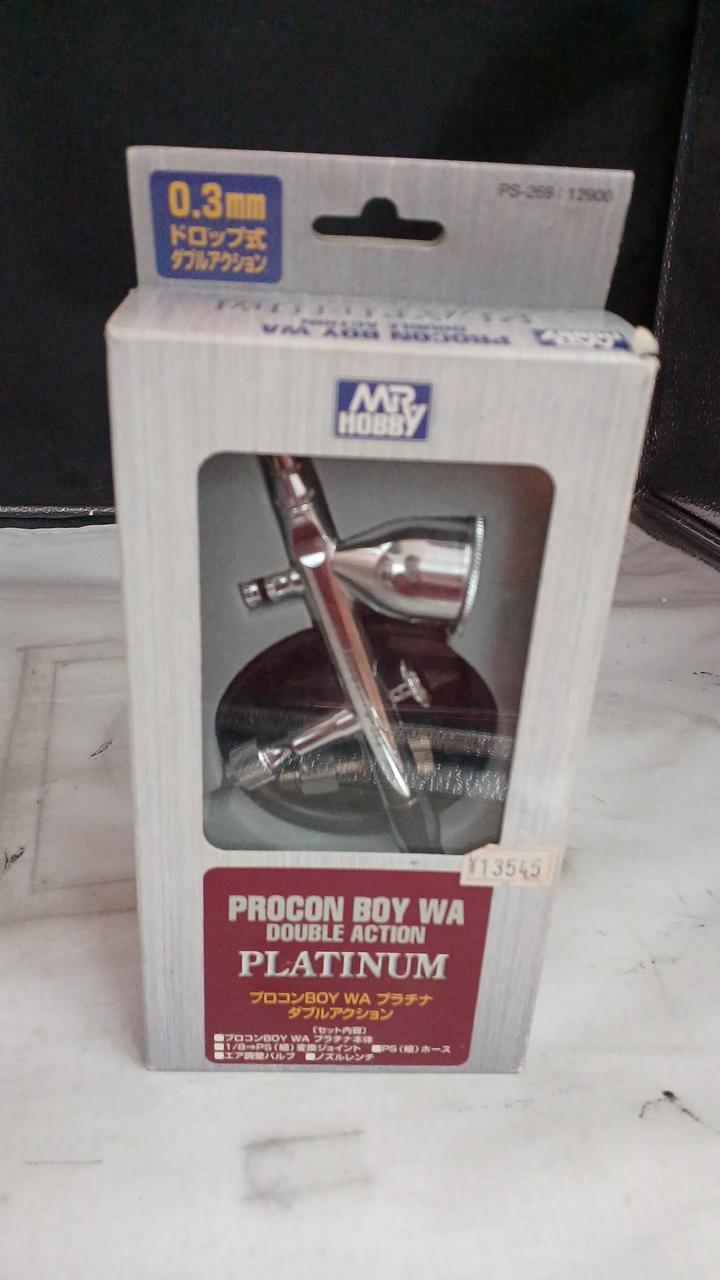 0.3mm
ドロップ式
ダブルアクション
PS-269:12900
PROCON BOY WA
DOUBLE ACTION
MR
HOBBY
¥13545
PROCON BOY WA
DOUBLE ACTION
PLATINUM
プロコンBOY WA プラチナ
ダブルアクション
〔セット内容〕
■プロコンBOY WA プラチナ本体
■1/8⇒PS(細)変換ジョイント ■PS(細)ホース
■エア調整バルブ ■ノズルレンチ